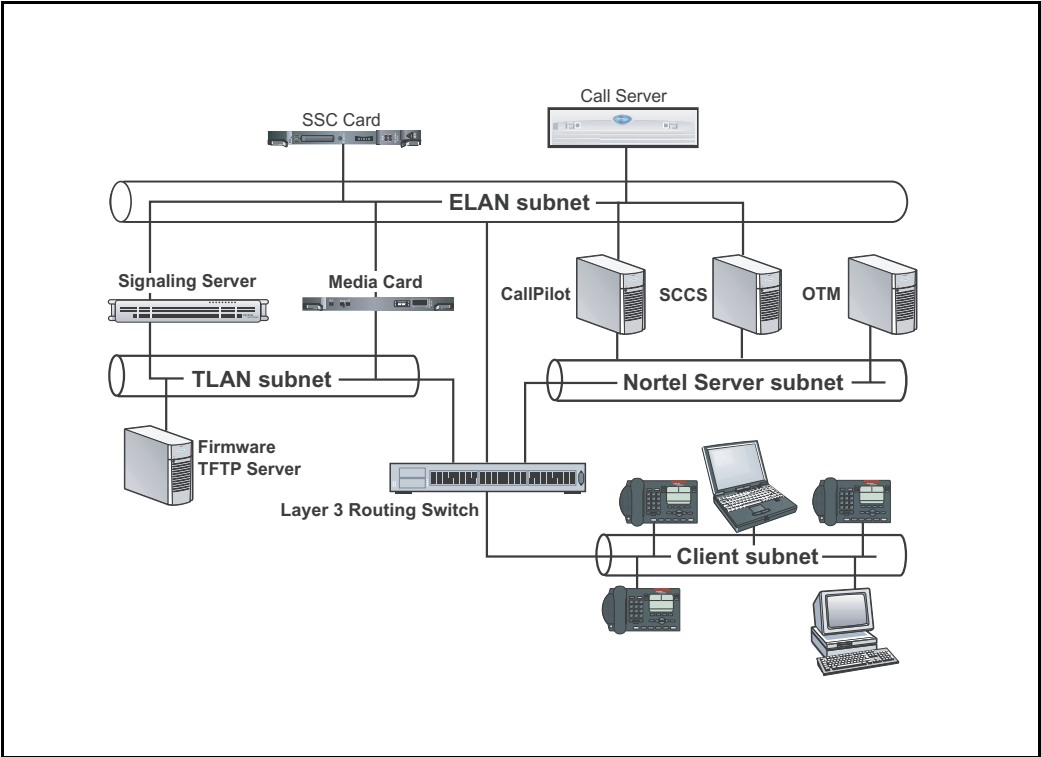 Call Server
SSC Card
ELAN subnet
Signaling Server
Media Card
CallPilot
SCCS
OTM
TLAN subnet
Nortel Server subnet
Firmware
TFTP Server
Layer 3 Routing Switch
Client subnet